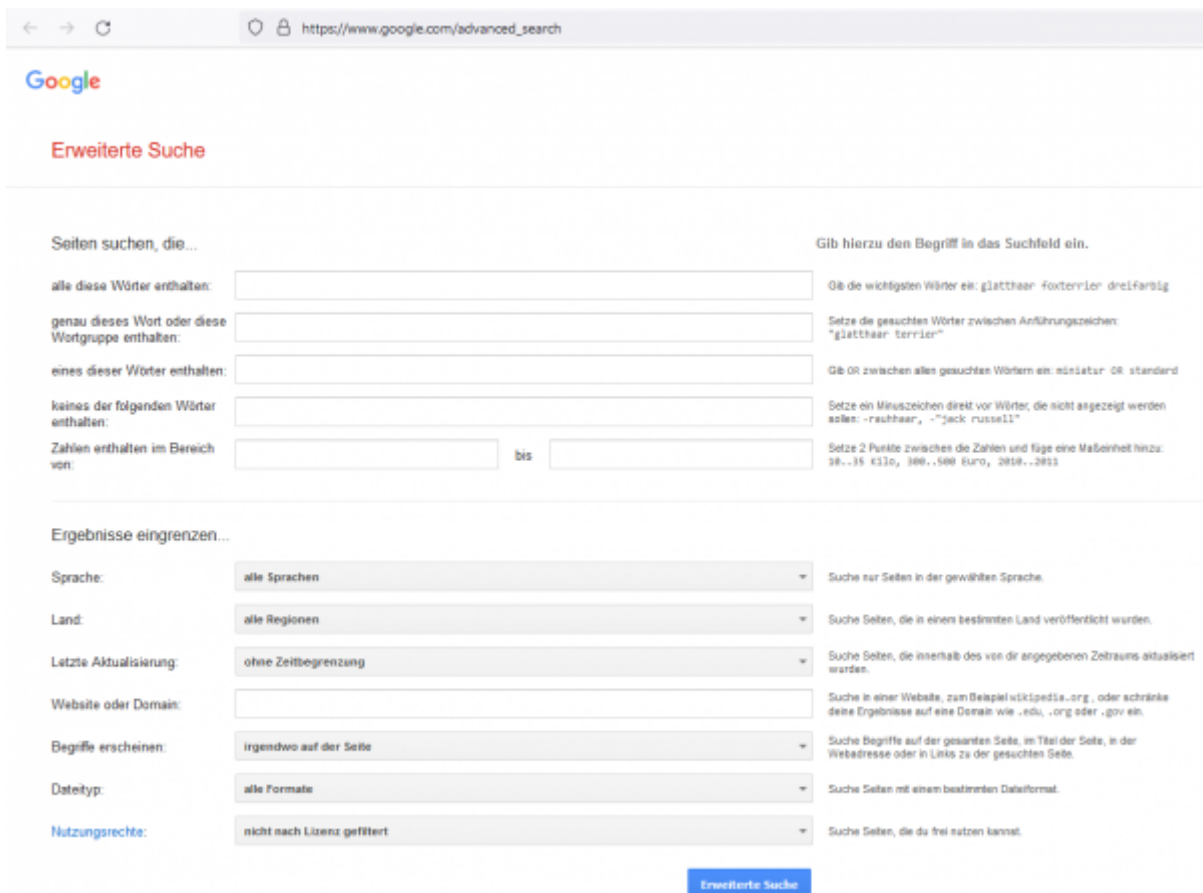 https://www.google.com/advanced_search
Google
Erweiterte Suche
Seiten suchen, die...
Gib hierzu den Begriff in das Suchfeld ein.
alle diese Wörter enthalten:
Gib die wichtigsten Wörter ein: glatthaar foxterrier dreifarbig
genau dieses Wort oder diese
Wortgruppe enthalten:
Setze die gesuchten Wörter zwischen Anführungszeichen:
"glatthaar terrier"
eines dieser Wörter enthalten:
Gib OR zwischen allen gesuchten Wörtern ein: miniatur OR standard
keines der folgenden Wörter
enthalten:
Setze ein Minuszeichen direkt vor Wörter, die nicht angezeigt werden
sollen: -rauhhaar, -"jack russell"
Zahlen enthalten im Bereich
von:
bis
Setze 2 Punkte zwischen die Zahlen und füge eine Maßeinheit hinzu:
10..35 Kilo, 300..500 Euro, 2010..2011
Ergebnisse eingrenzen...
Sprache:
alle Sprachen
Suche nur Seiten in der gewählten Sprache.
Land:
alle Regionen
Suche Seiten, die in einem bestimmten Land veröffentlicht wurden.
Letzte Aktualisierung:
ohne Zeitbegrenzung
Suche Seiten, die innerhalb des von dir angegebenen Zeitraums aktualisiert
wurden.
Website oder Domain:
Suche in einer Website, zum Beispiel wikipedia.org , oder schränke
deine Ergebnisse auf eine Domain wie .edu, .org oder .gov ein.
Begriffe erscheinen:
irgendwo auf der Seite
Suche Begriffe auf der gesamten Seite, im Titel der Seite, in der
Webadresse oder in Links zu der gesuchten Seite.
Dateityp:
alle Formate
Suche Seiten mit einem bestimmten Dateiformat.
Nutzungsrechte:
nicht nach Lizenz gefiltert
Suche Seiten, die du frei nutzen kannst.
Erweiterte Suche